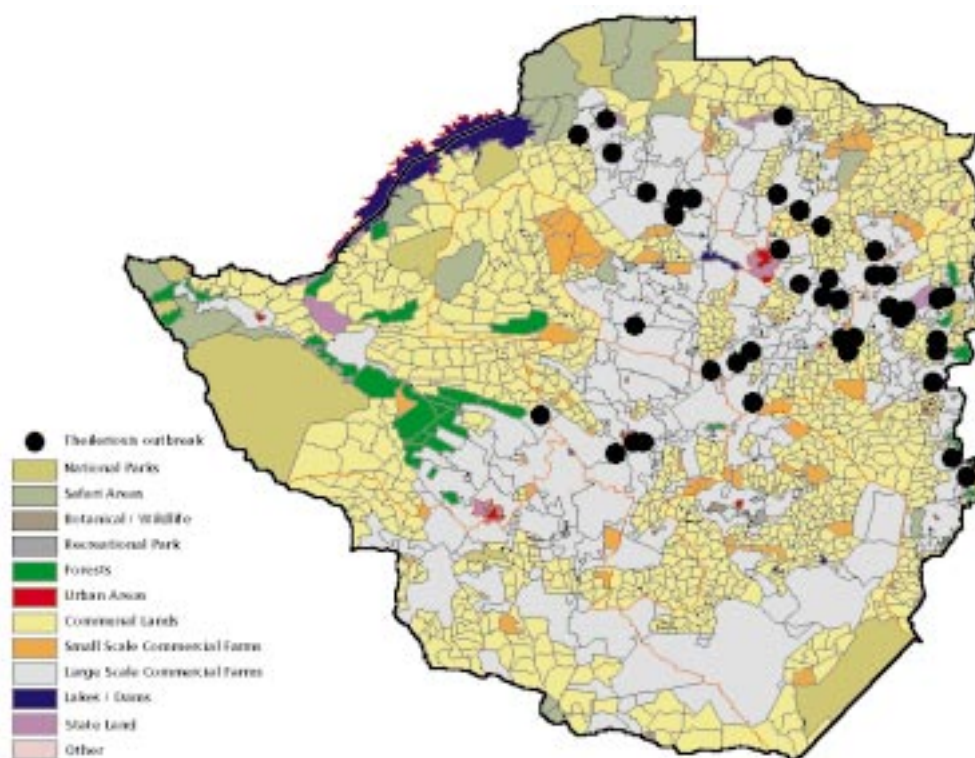 Theileriosis outbreak
National Parks
Safari Areas
Botanical / Wildlife
Recreational Park
Forests
Urban Areas
Communal Lands
Small Scale Commercial Farms
Large Scale Commercial Farms
Lakes / Dams
State Land
Other